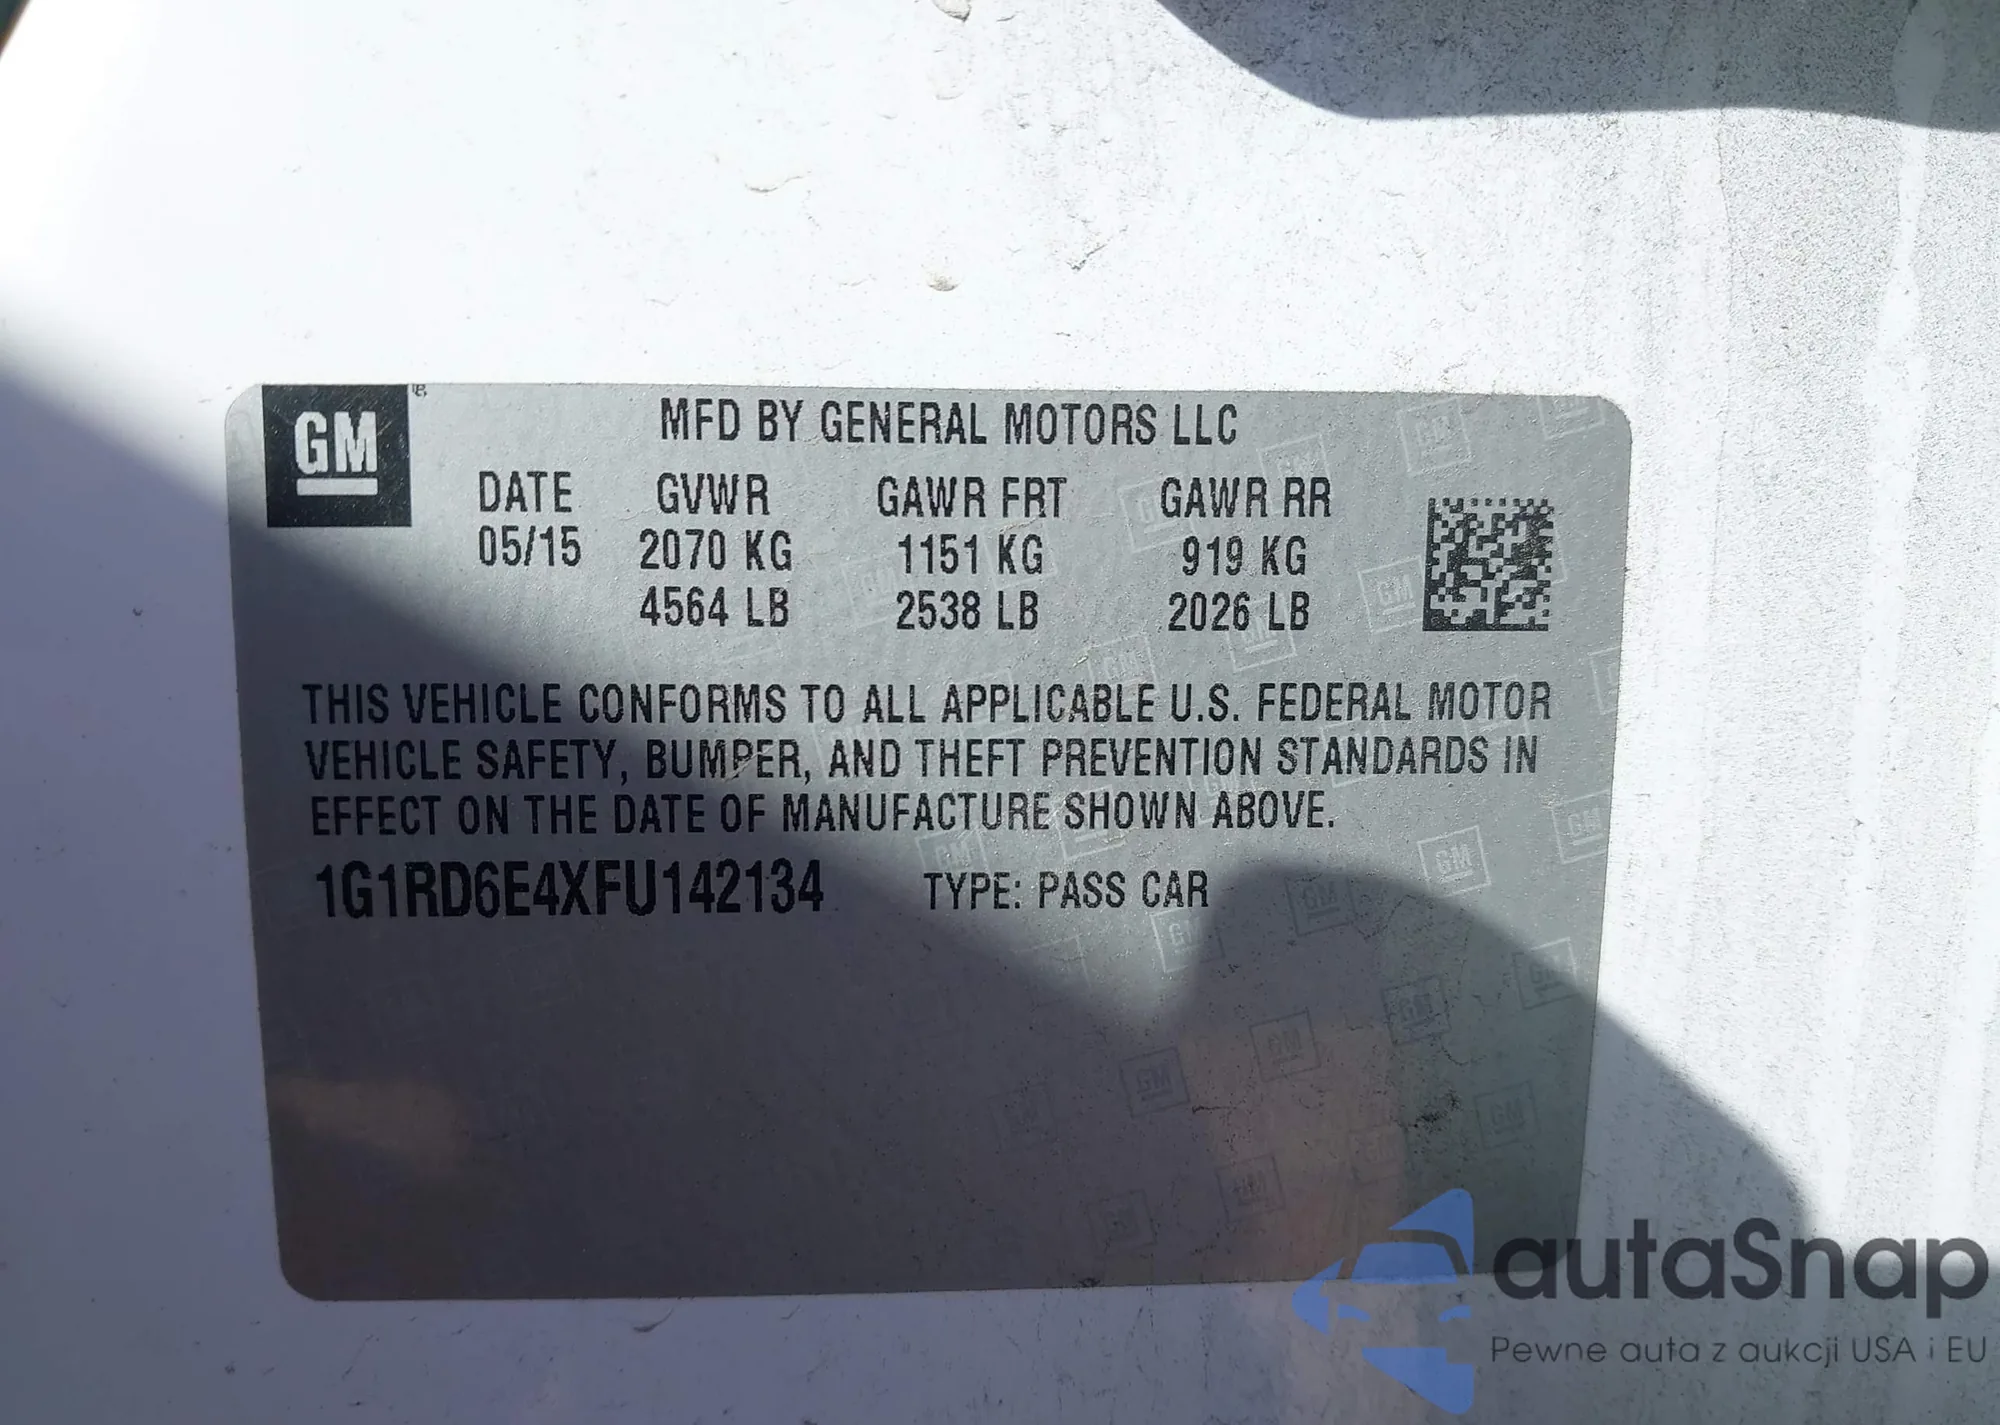 GM
MFD BY GENERAL MOTORS LLC
DATE GVWR GAWR FRT GAWR RR
05/15 2070 KG 1151 KG 919 KG
4564 LB 2538 LB 2026 LB
THIS VEHICLE CONFORMS TO ALL APPLICABLE U.S. FEDERAL MOTOR
VEHICLE SAFETY, BUMPER, AND THEFT PREVENTION STANDARDS IN
EFFECT ON THE DATE OF MANUFACTURE SHOWN ABOVE.
1G1RD6E4XFU142134 TYPE: PASS CAR
autaSnap
Pewne auta z aukcji USA i EU